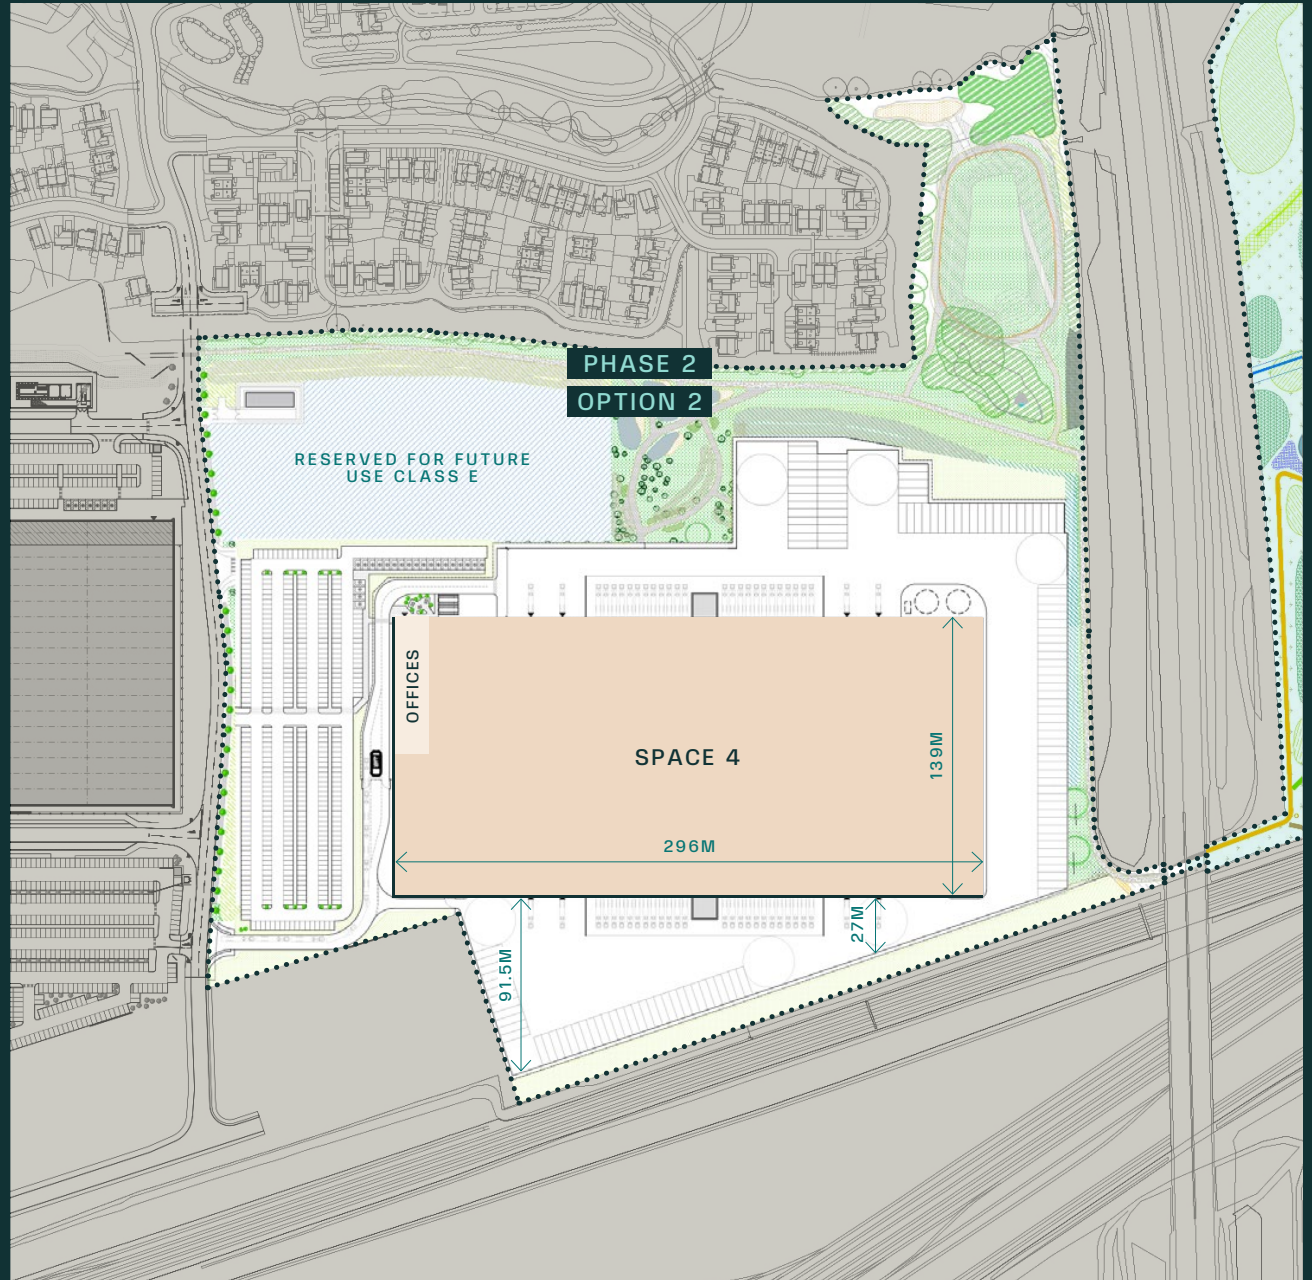 PHASE 2
OPTION 2
RESERVED FOR FUTURE
USE CLASS E
OFFICES
SPACE 4
139M
296M
27M
91.5M